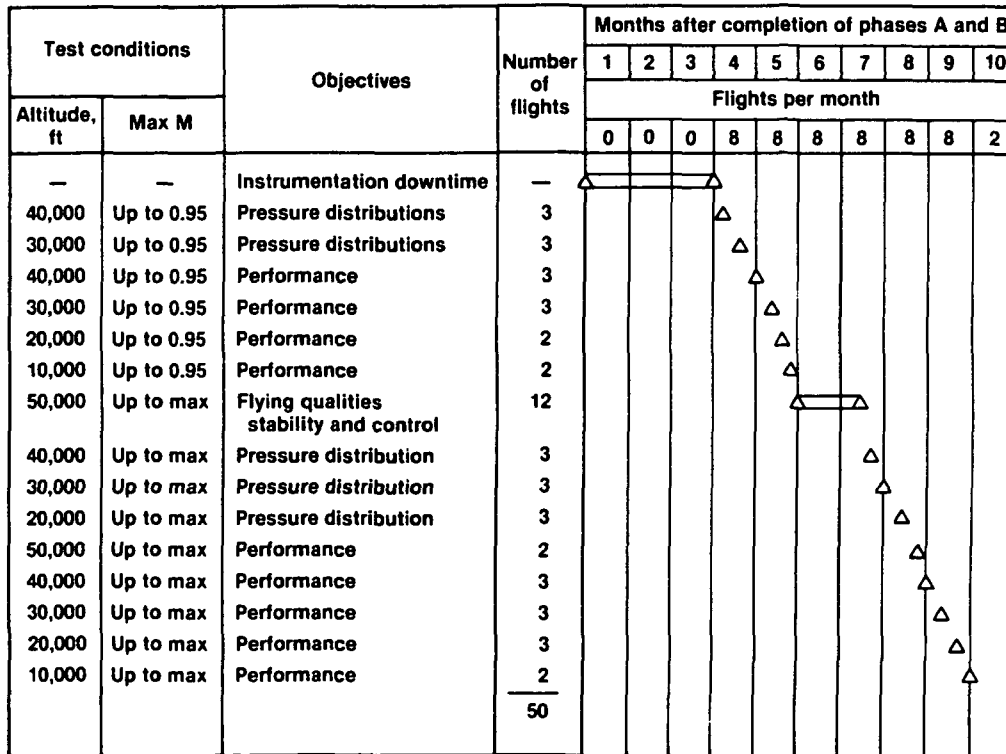 Months after completion of phases A and B
Test conditions
Objectives
Number of flights
1 2 3 4 5 6 7 8 9 10
Flights per month
Altitude, ft
Max M
0 0 0 8 8 8 8 8 8 2
— — Instrumentation downtime —
40,000 Up to 0.95 Pressure distributions 3
30,000 Up to 0.95 Pressure distributions 3
40,000 Up to 0.95 Performance 3
30,000 Up to 0.95 Performance 3
20,000 Up to 0.95 Performance 2
10,000 Up to 0.95 Performance 2
50,000 Up to max Flying qualities 12
stability and control
40,000 Up to max Pressure distribution 3
30,000 Up to max Pressure distribution 3
20,000 Up to max Pressure distribution 3
50,000 Up to max Performance 2
40,000 Up to max Performance 3
30,000 Up to max Performance 3
20,000 Up to max Performance 3
10,000 Up to max Performance 2
50